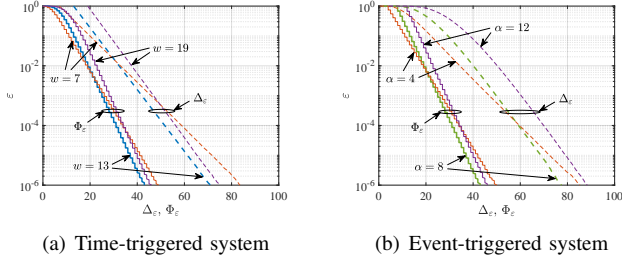 10^0
10^-2
10^-4
10^-6
ε
0 20 40 60 80 100
w = 19
w = 7
Δ_ε
Φ_ε
w = 13
Δ_ε, Φ_ε
(a) Time-triggered system
10^0
10^-2
10^-4
10^-6
ε
0 20 40 60 80 100
α = 12
α = 4
Δ_ε
Φ_ε
α = 8
Δ_ε, Φ_ε
(b) Event-triggered system